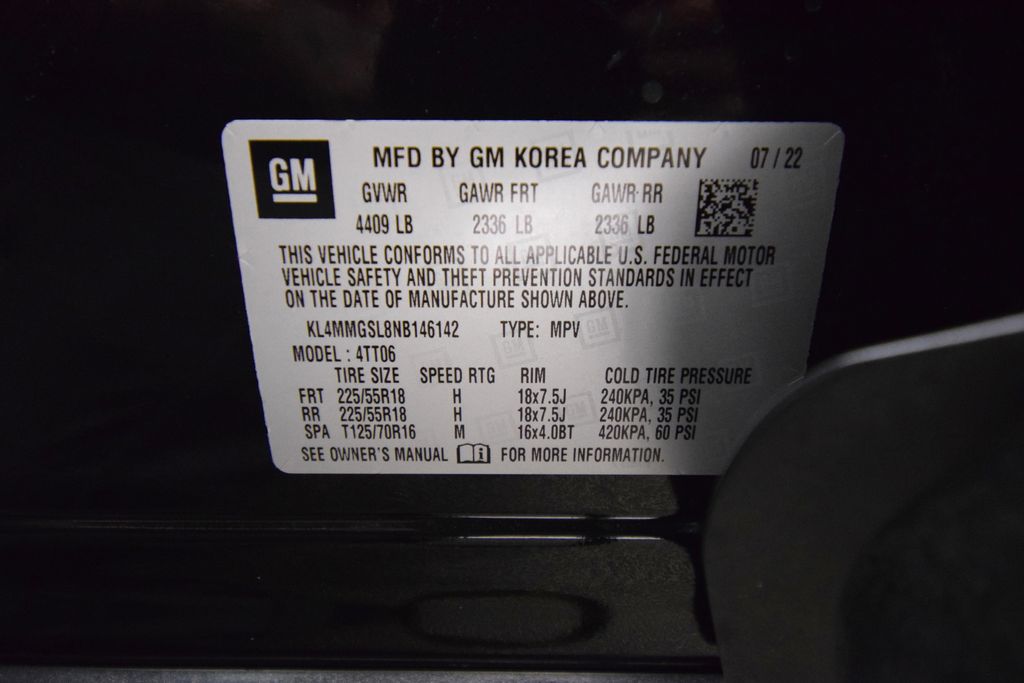 GM
MFD BY GM KOREA COMPANY 07 / 22
GVWR GAWR FRT GAWR RR
4409 LB 2336 LB 2336 LB
THIS VEHICLE CONFORMS TO ALL APPLICABLE U.S. FEDERAL MOTOR
VEHICLE SAFETY AND THEFT PREVENTION STANDARDS IN EFFECT
ON THE DATE OF MANUFACTURE SHOWN ABOVE.
KL4MMGSL8NB146142 TYPE: MPV
MODEL : 4TT06
TIRE SIZE SPEED RTG RIM COLD TIRE PRESSURE
FRT 225/55R18 H 18x7.5J 240KPA, 35 PSI
RR 225/55R18 H 18x7.5J 240KPA, 35 PSI
SPA T125/70R16 M 16x4.0BT 420KPA, 60 PSI
SEE OWNER'S MANUAL i FOR MORE INFORMATION.